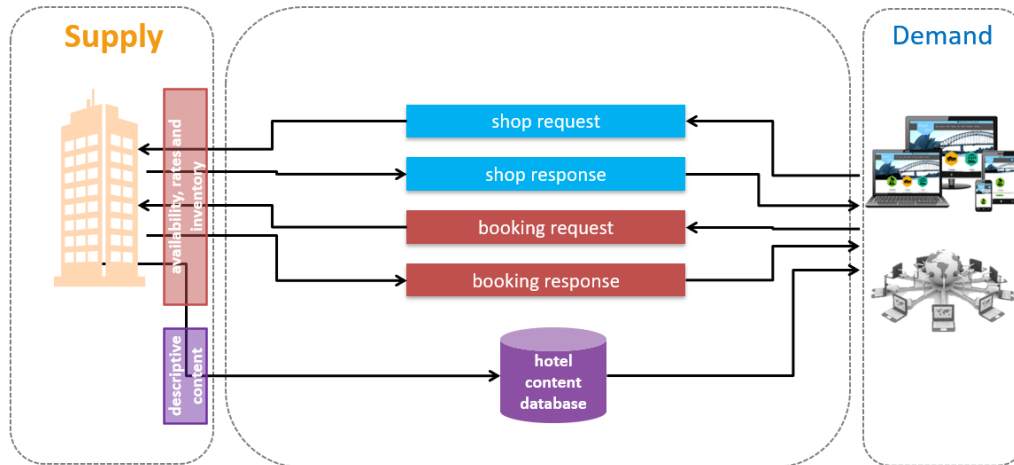 Supply
Demand
availability, rates and
inventory
shop request
shop response
booking request
booking response
descriptive
content
hotel
content
database